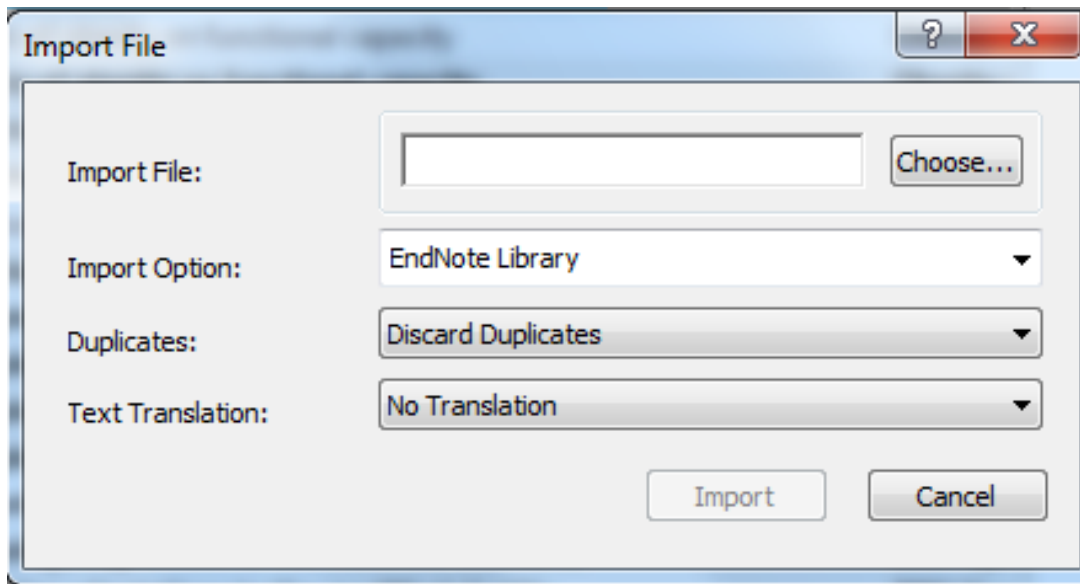 Import File
Import File:
Choose...
Import Option:
EndNote Library
Duplicates:
Discard Duplicates
Text Translation:
No Translation
Import
Cancel